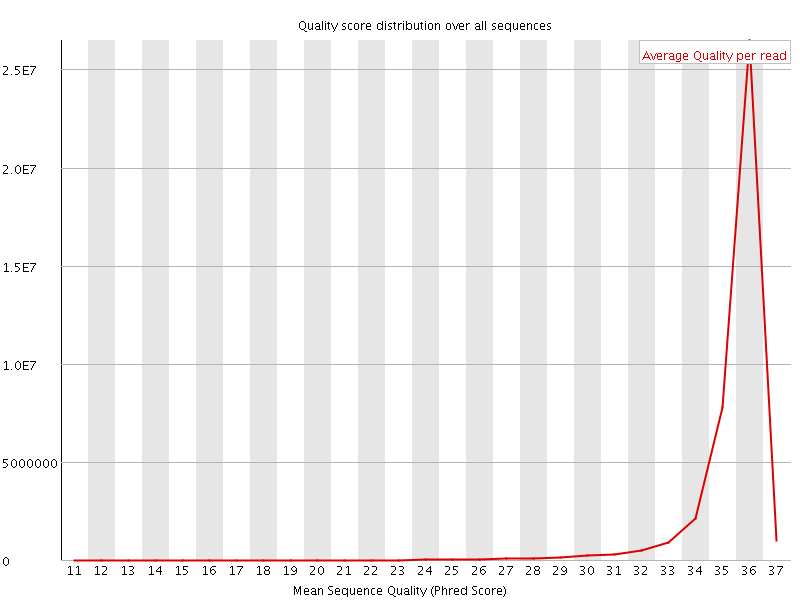 Quality score distribution over all sequences
Average Quality per read
2.5E7
2.0E7
1.5E7
1.0E7
5000000
0
11 12 13 14 15 16 17 18 19 20 21 22 23 24 25 26 27 28 29 30 31 32 33 34 35 36 37
Mean Sequence Quality (Phred Score)